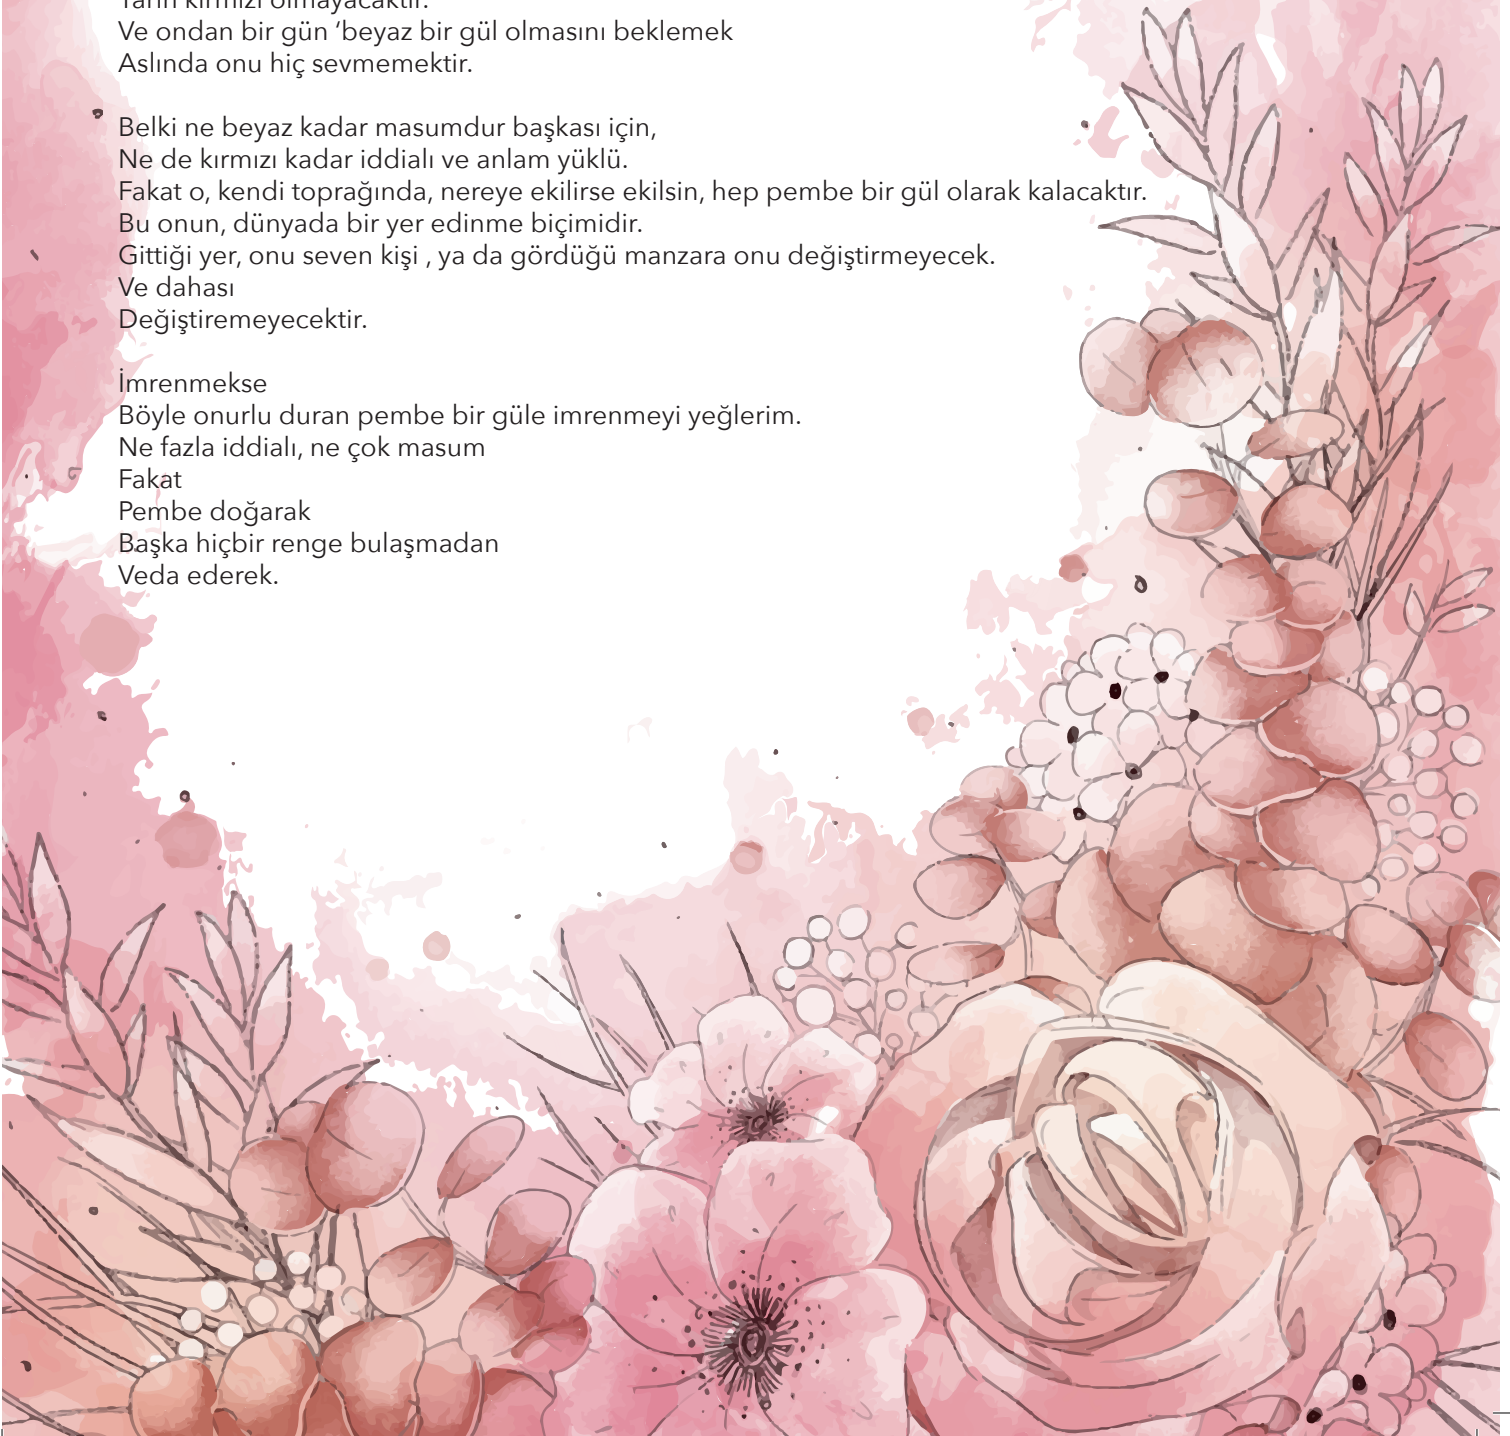 Yarın kırmızı olmayacaktır.
Ve ondan bir gün ‘beyaz bir gül olmasını beklemek
Aslında onu hiç sevmemektir.
Belki ne beyaz kadar masumdur başkası için,
Ne de kırmızı kadar iddialı ve anlam yüklü.
Fakat o, kendi toprağında, nereye ekilirse ekilsin, hep pembe bir gül olarak kalacaktır.
Bu onun, dünyada bir yer edinme biçimidir.
Gittiği yer, onu seven kişi , ya da gördüğü manzara onu değiştirmeyecek.
Ve dahası
Değiştiremeyecektir.
İmrenmekse
Böyle onurlu duran pembe bir güle imrenmeyi yeğlerim.
Ne fazla iddialı, ne çok masum
Fakat
Pembe doğarak
Başka hiçbir renge bulaşmadan
Veda ederek.